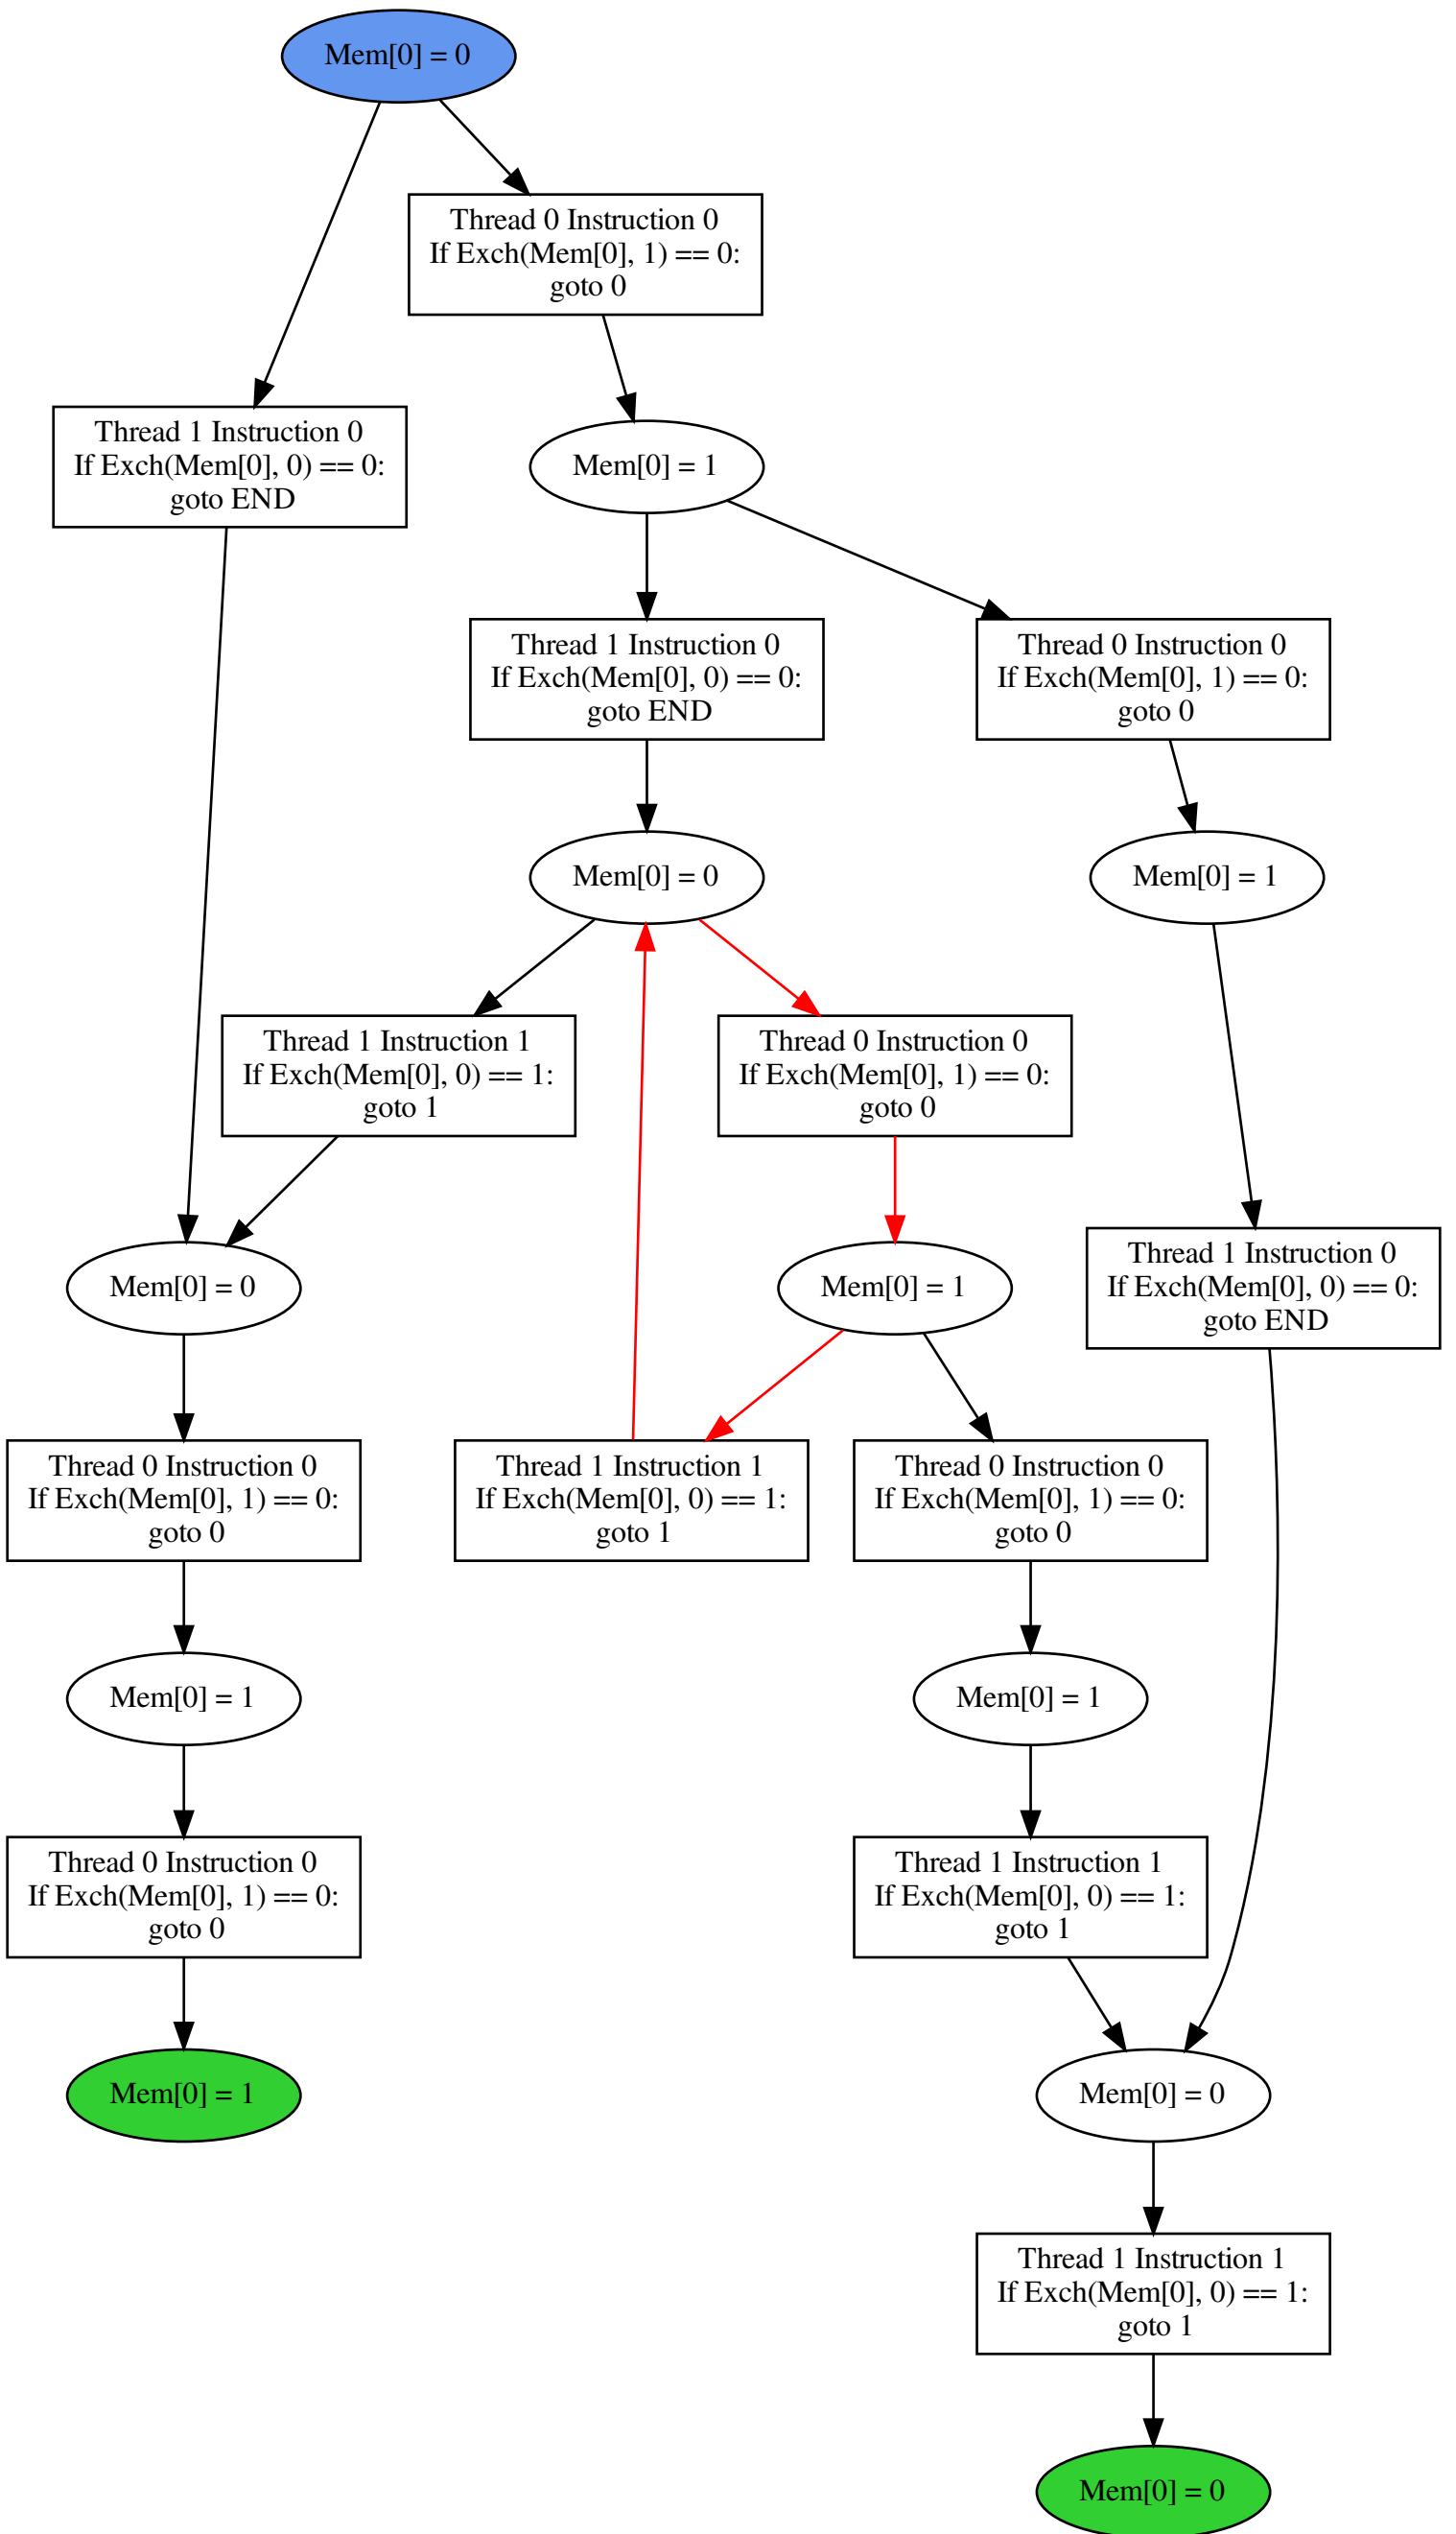 Mem[0] = 0
Thread 0 Instruction 0
If Exch(Mem[0], 1) == 0:
goto 0
Thread 1 Instruction 0
If Exch(Mem[0], 0) == 0:
goto END
Mem[0] = 1
Thread 1 Instruction 0
If Exch(Mem[0], 0) == 0:
goto END
Thread 0 Instruction 0
If Exch(Mem[0], 1) == 0:
goto 0
Mem[0] = 0
Mem[0] = 1
Thread 1 Instruction 1
If Exch(Mem[0], 0) == 1:
goto 1
Thread 0 Instruction 0
If Exch(Mem[0], 1) == 0:
goto 0
Mem[0] = 0
Mem[0] = 1
Thread 1 Instruction 0
If Exch(Mem[0], 0) == 0:
goto END
Thread 0 Instruction 0
If Exch(Mem[0], 1) == 0:
goto 0
Thread 1 Instruction 1
If Exch(Mem[0], 0) == 1:
goto 1
Thread 0 Instruction 0
If Exch(Mem[0], 1) == 0:
goto 0
Mem[0] = 1
Mem[0] = 1
Thread 0 Instruction 0
If Exch(Mem[0], 1) == 0:
goto 0
Thread 1 Instruction 1
If Exch(Mem[0], 0) == 1:
goto 1
Mem[0] = 1
Mem[0] = 0
Thread 1 Instruction 1
If Exch(Mem[0], 0) == 1:
goto 1
Mem[0] = 0